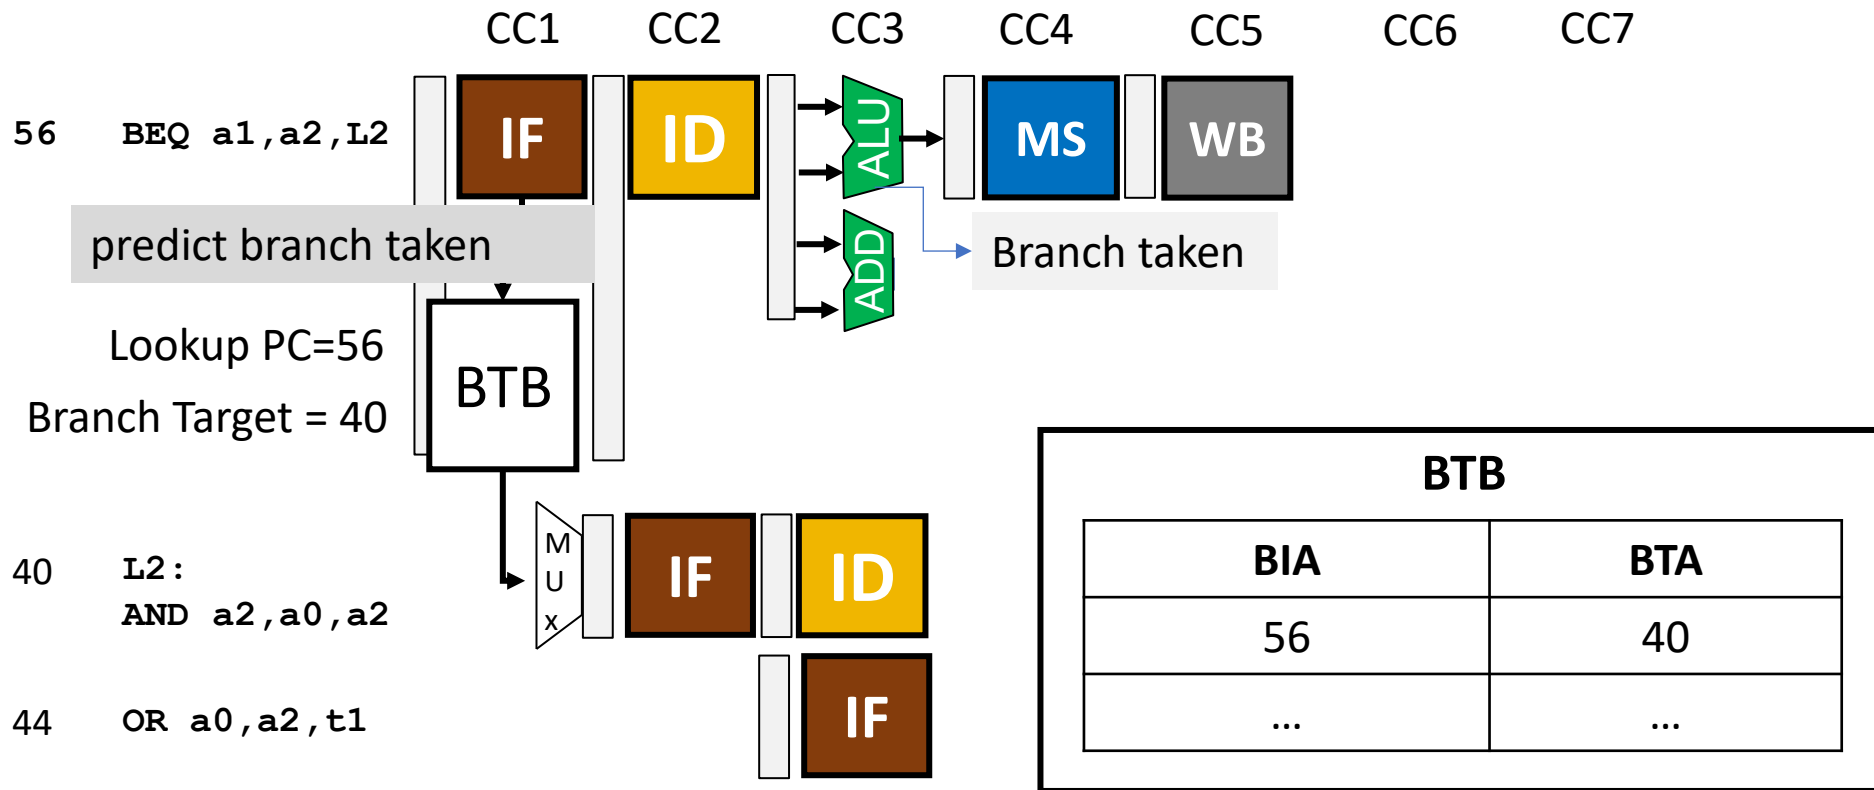 CC1 CC2 CC3 CC4 CC5 CC6 CC7
56 BEQ a1,a2,L2 IF ID ALU MS WB
predict branch taken
ADD
Branch taken
Lookup PC=56
BTB
Branch Target = 40
BTB
BIA BTA
56 40
... ...
40 L2:
AND a2,a0,a2
M
U
x
IF ID
44 OR a0,a2,t1 IF